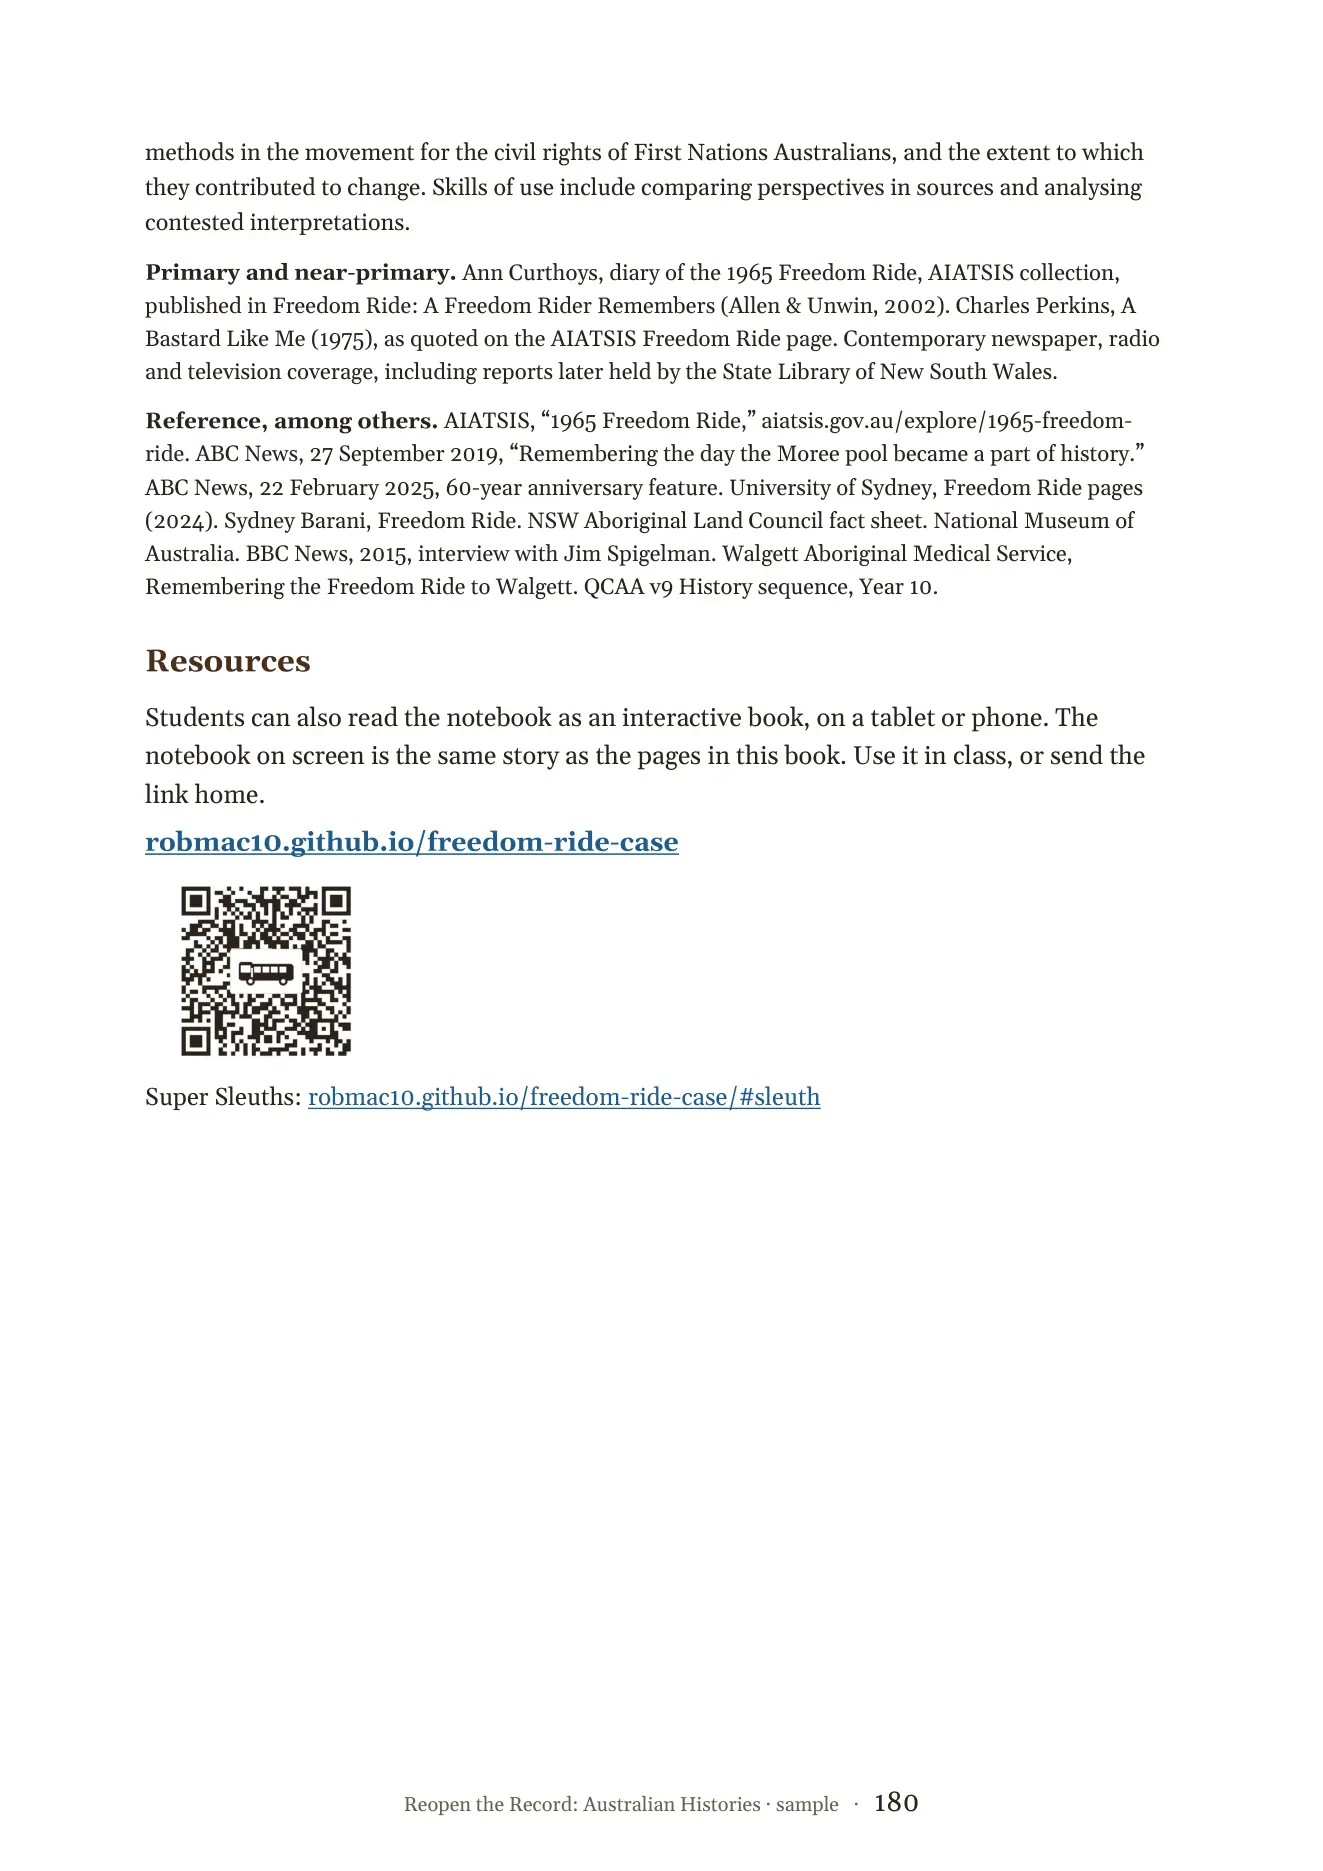 methods in the movement for the civil rights of First Nations Australians, and the extent to which
they contributed to change. Skills of use include comparing perspectives in sources and analysing
contested interpretations.
Primary and near-primary. Ann Curthoys, diary of the 1965 Freedom Ride, AIATSIS collection,
published in Freedom Ride: A Freedom Rider Remembers (Allen & Unwin, 2002). Charles Perkins, A
Bastard Like Me (1975), as quoted on the AIATSIS Freedom Ride page. Contemporary newspaper, radio
and television coverage, including reports later held by the State Library of New South Wales.
Reference, among others. AIATSIS, “1965 Freedom Ride,” aiatsis.gov.au/explore/1965-freedom-
ride. ABC News, 27 September 2019, “Remembering the day the Moree pool became a part of history.”
ABC News, 22 February 2025, 60-year anniversary feature. University of Sydney, Freedom Ride pages
(2024). Sydney Barani, Freedom Ride. NSW Aboriginal Land Council fact sheet. National Museum of
Australia. BBC News, 2015, interview with Jim Spigelman. Walgett Aboriginal Medical Service,
Remembering the Freedom Ride to Walgett. QCAA v9 History sequence, Year 10.
Resources
Students can also read the notebook as an interactive book, on a tablet or phone. The
notebook on screen is the same story as the pages in this book. Use it in class, or send the
link home.
robmac10.github.io/freedom-ride-case
Super Sleuths: robmac10.github.io/freedom-ride-case/#sleuth
Reopen the Record: Australian Histories · sample · 180